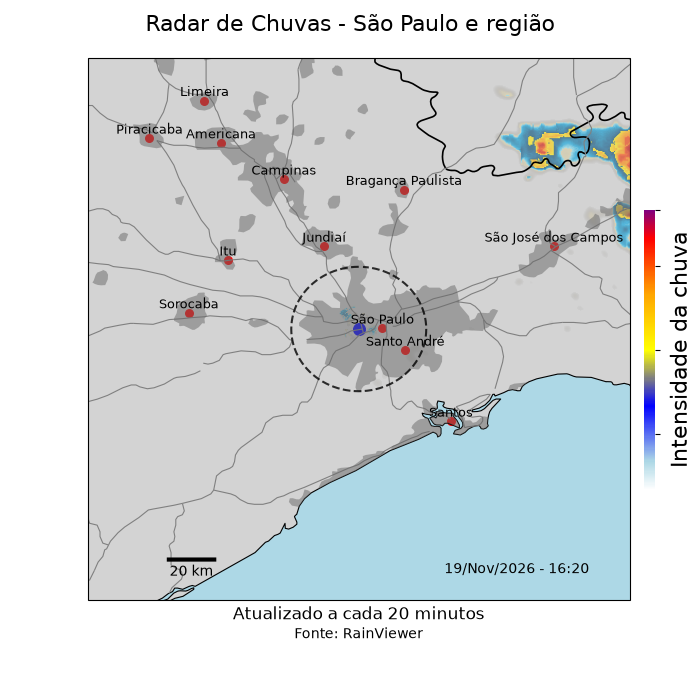 Radar de Chuvas - São Paulo e região
Limeira
Piracicaba
Americana
Campinas
Bragança Paulista
Jundiaí
São José dos Campos
Itu
Sorocaba
São Paulo
Santo André
Santos
Intensidade da chuva
20 km
19/Nov/2026 - 16:20
Atualizado a cada 20 minutos
Fonte: RainViewer